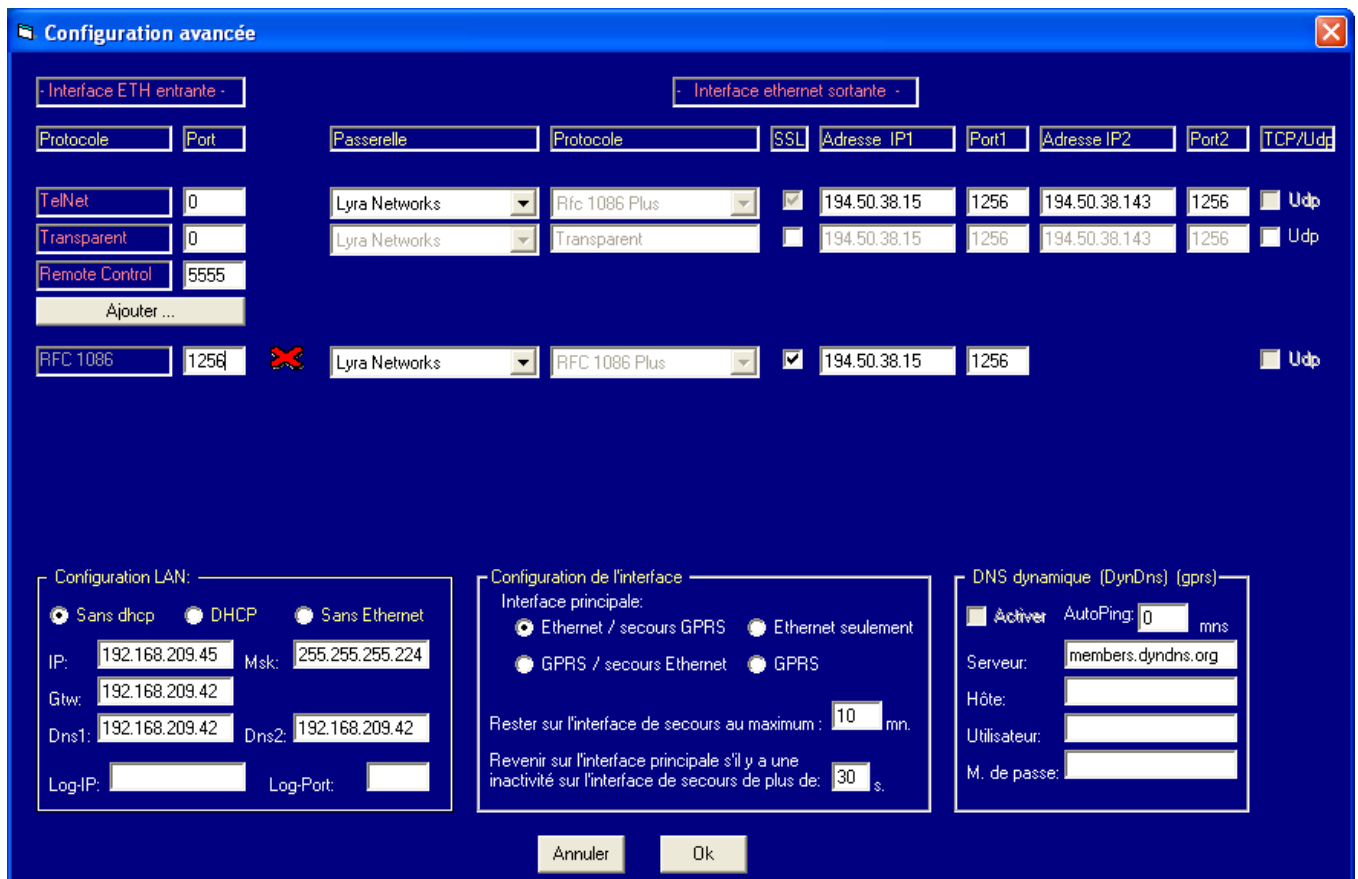 Configuration avancée
- Interface ETH entrante -
- Interface ethernet sortante -
Protocole Port Passerelle Protocole SSL Adresse IP1 Port1 Adresse IP2 Port2 TCP/Udp
TelNet 0 Lyra Networks Rfc 1086 Plus 194.50.38.15 1256 194.50.38.143 1256 Udp
Transparent 0 Lyra Networks Transparent 194.50.38.15 1256 194.50.38.143 1256 Udp
Remote Control 5555
Ajouter ...
RFC 1086 1256 Lyra Networks RFC 1086 Plus 194.50.38.15 1256 Udp
Configuration LAN:
Sans dhcp DHCP Sans Ethernet
IP: 192.168.209.45 Msk: 255.255.255.224
Gtw: 192.168.209.42
Dns1: 192.168.209.42 Dns2: 192.168.209.42
Log-IP: Log-Port:
Configuration de l'interface
Interface principale:
Ethernet / secours GPRS Ethernet seulement
GPRS / secours Ethernet GPRS
Rester sur l'interface de secours au maximum : 10 mn.
Revenir sur l'interface principale s'il y a une
inactivité sur l'interface de secours de plus de: 30 s.
DNS dynamique (DynDns) (gprs)
Activer AutoPing: 0 mns
Serveur: members.dyndns.org
Hôte:
Utilisateur:
M. de passe:
Annuler Ok